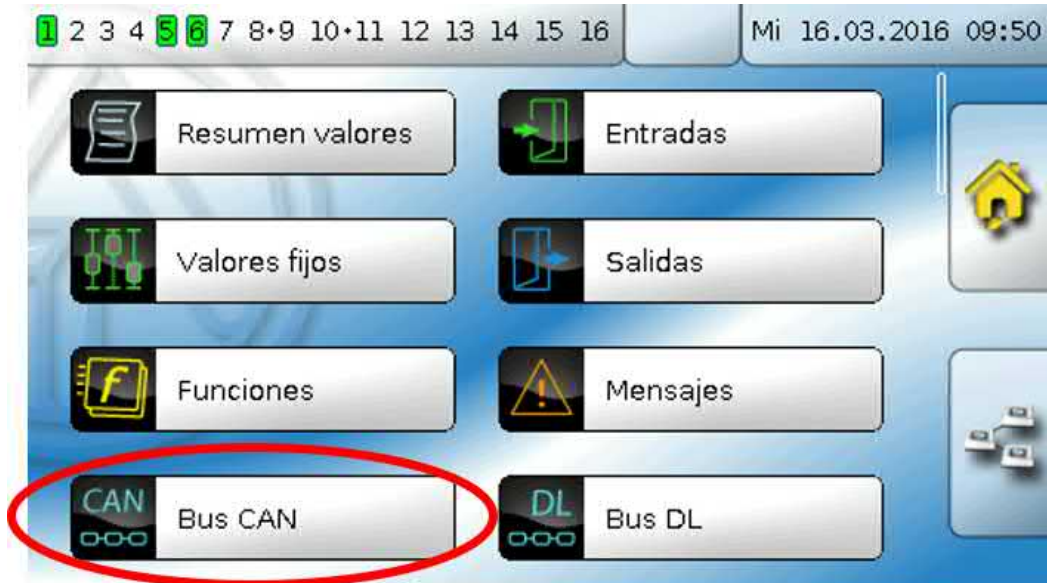 1 2 3 4 5 6 7 8·9 10·11 12 13 14 15 16 Mi 16.03.2016 09:50
Resumen valores Entradas
Valores fijos Salidas
f Funciones Mensajes
CAN Bus CAN DL Bus DL